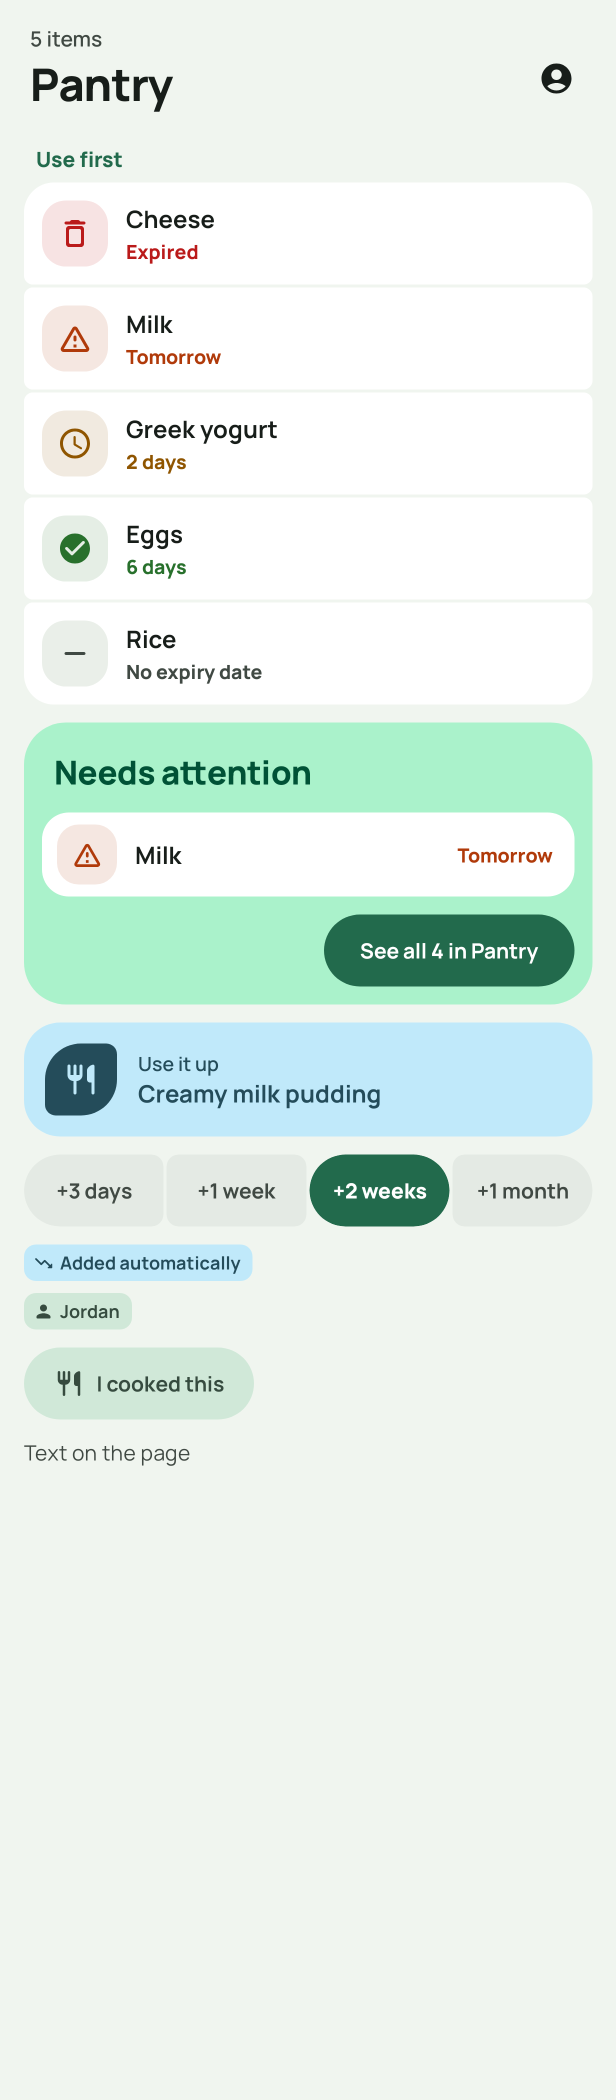 5 items
Pantry
Use first
Cheese
Expired
Milk
Tomorrow
Greek yogurt
2 days
Eggs
6 days
Rice
No expiry date
Needs attention
Milk
Tomorrow
See all 4 in Pantry
Use it up
Creamy milk pudding
+3 days
+1 week
+2 weeks
+1 month
Added automatically
Jordan
I cooked this
Text on the page